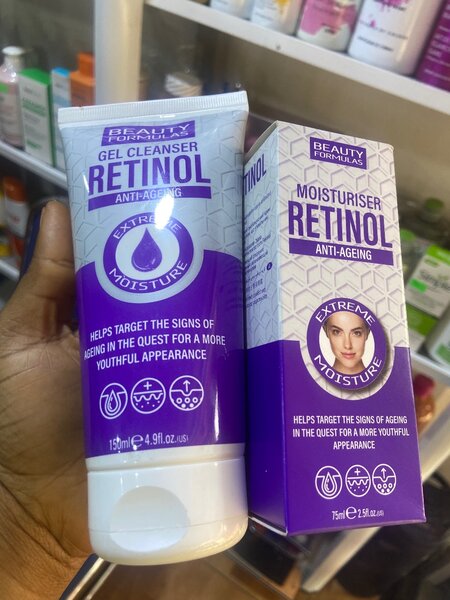 BEAUTY
FORMULAS
GEL CLEANSER
RETINOL
ANTI-AGEING
EXTREME
MOISTURE
HELPS TARGET THE SIGNS OF
AGEING IN THE QUEST FOR A MORE
YOUTHFUL APPEARANCE
150ml e 4.9fl.oz.(US)
BEAUTY
FORMULAS
MOISTURISER
RETINOL
ANTI-AGEING
EXTREME
MOISTURE
HELPS TARGET THE SIGNS OF AGEING
IN THE QUEST FOR A MORE YOUTHFUL
APPEARANCE
75ml e 2.5fl.oz.(US)
TINOL